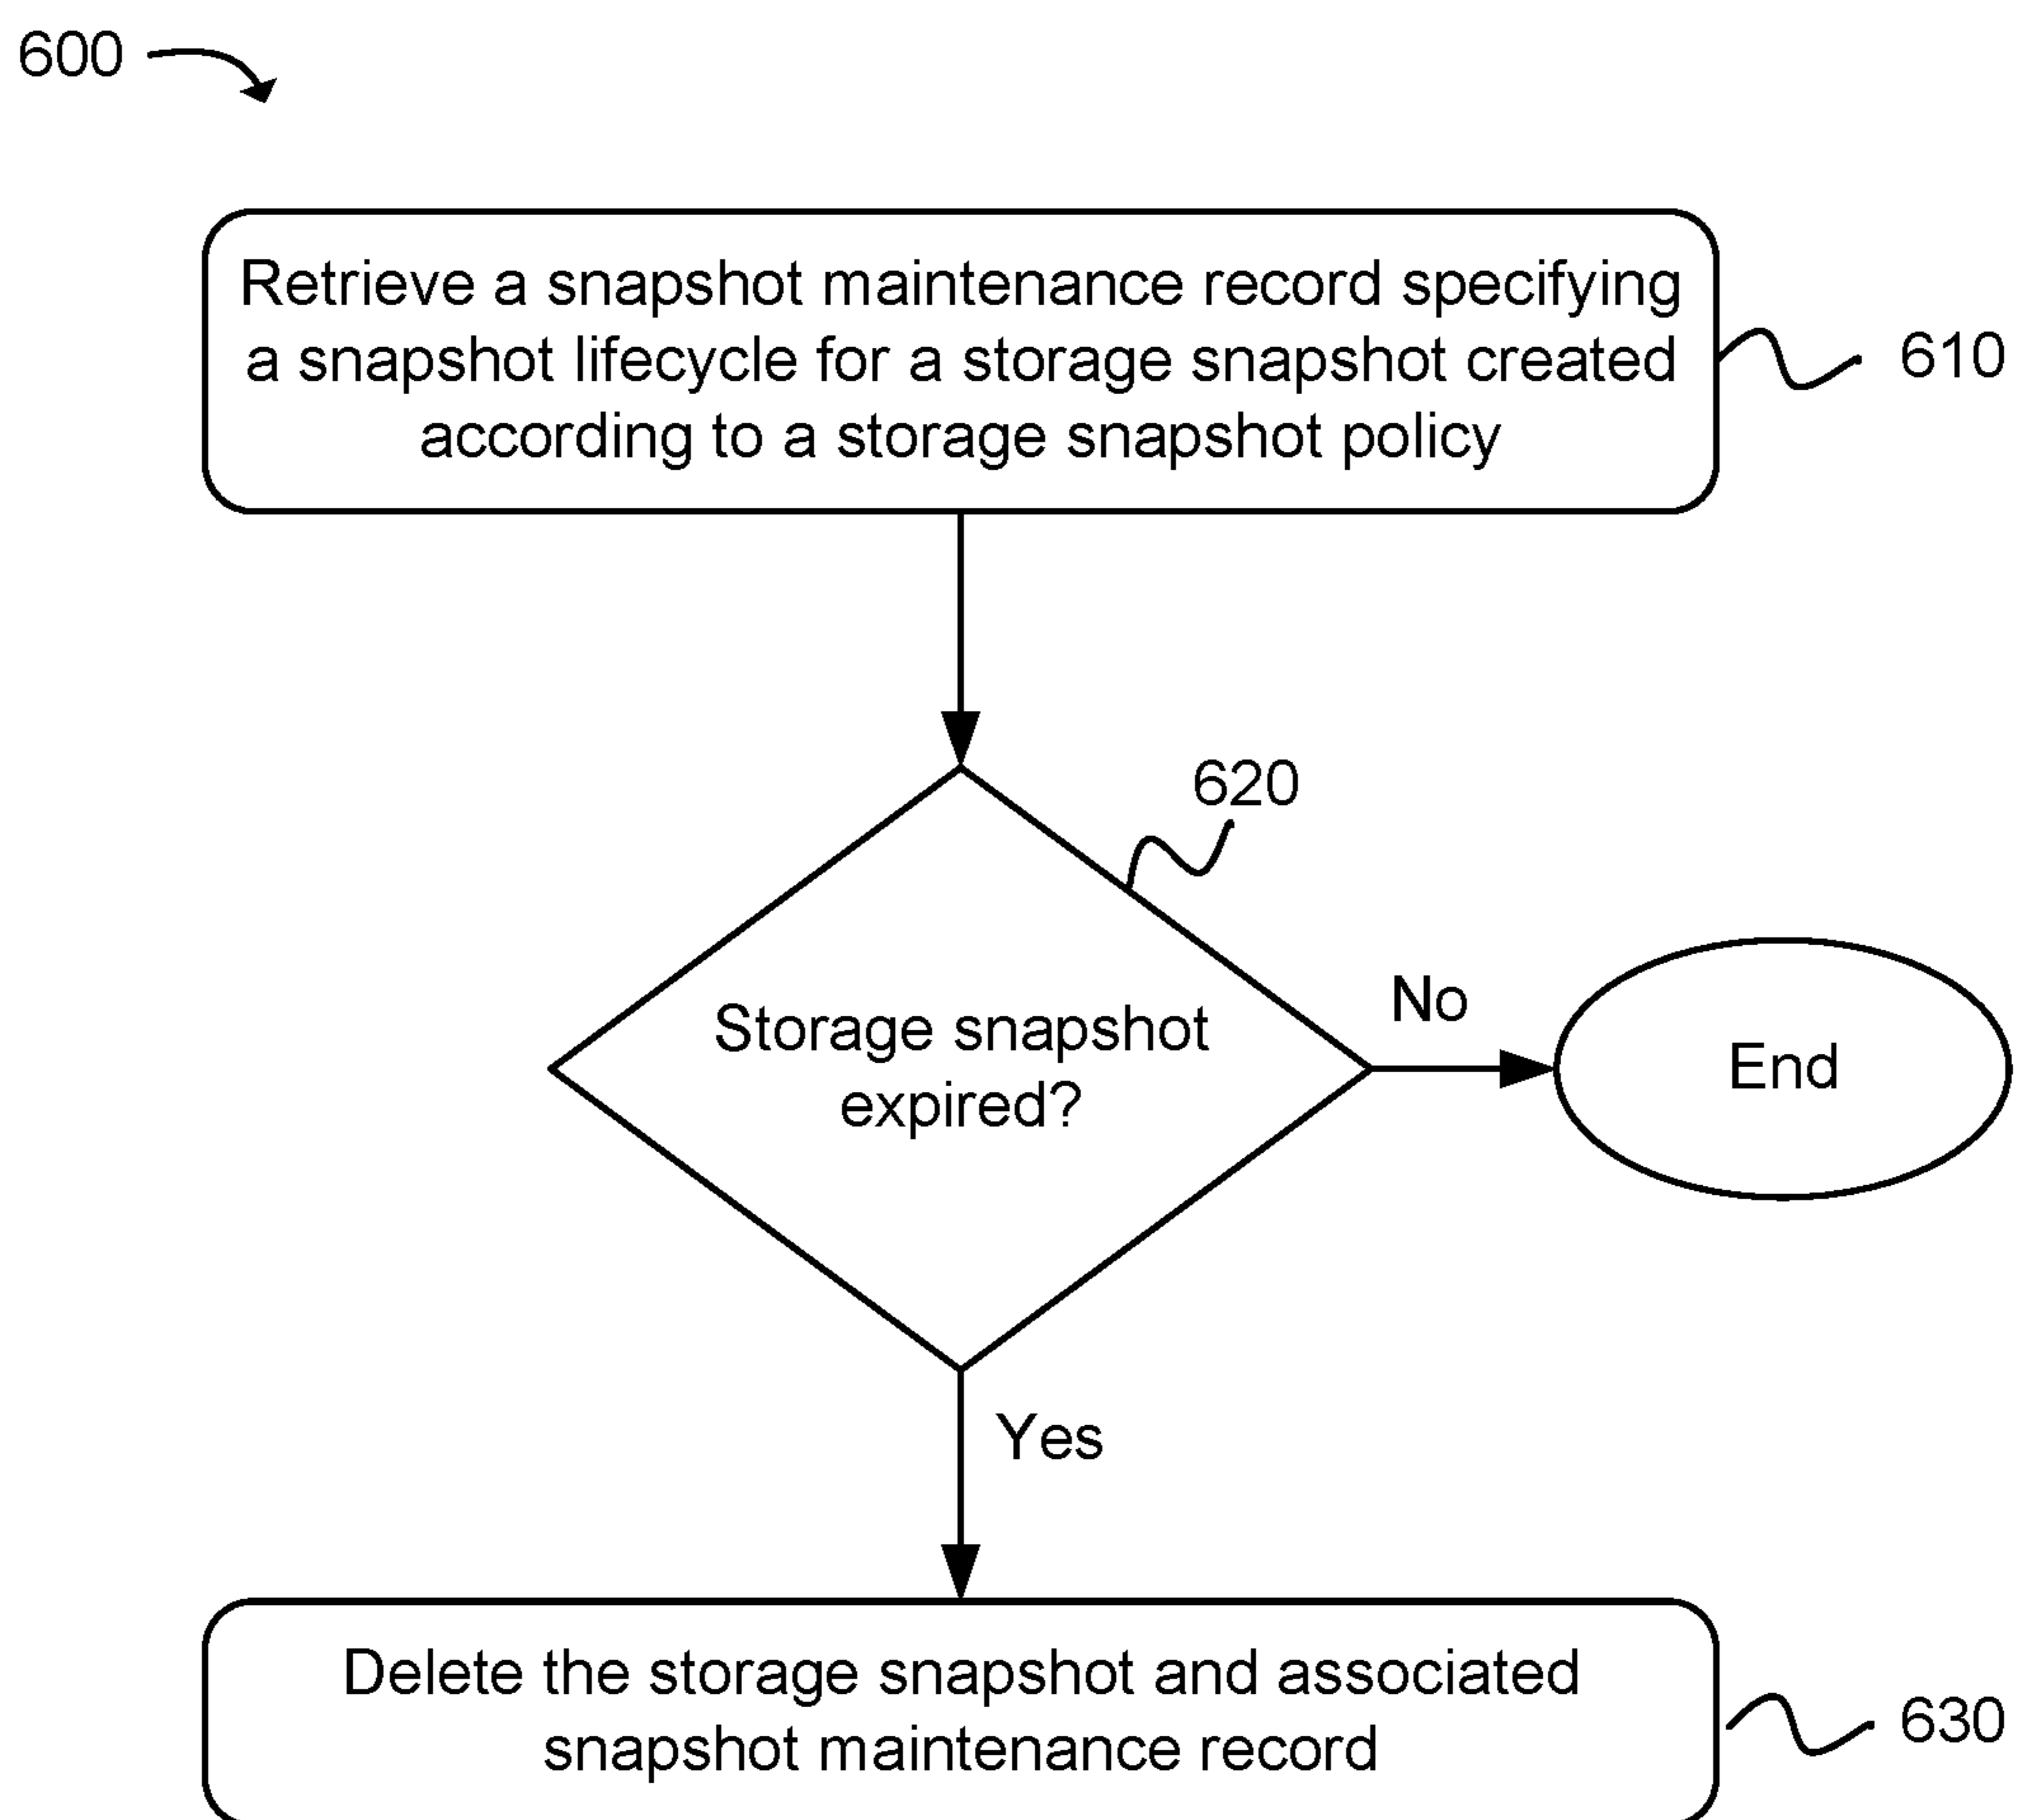 600
Retrieve a snapshot maintenance record specifying
a snapshot lifecycle for a storage snapshot created
according to a storage snapshot policy
610
620
Storage snapshot
expired?
No
End
Yes
Delete the storage snapshot and associated
snapshot maintenance record
630